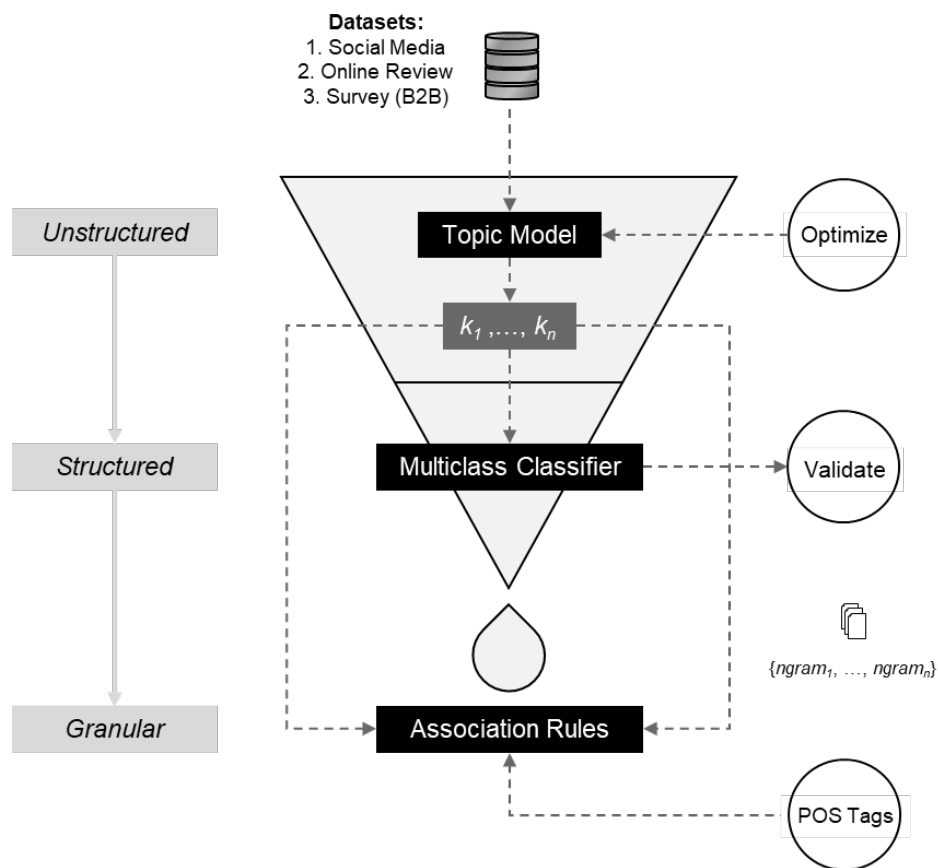 Datasets:
1. Social Media
2. Online Review
3. Survey (B2B)
Unstructured
Topic Model
Optimize
k₁ ,…, kₙ
Structured
Multiclass Classifier
Validate
{ngram₁, …, ngramₙ}
Granular
Association Rules
POS Tags